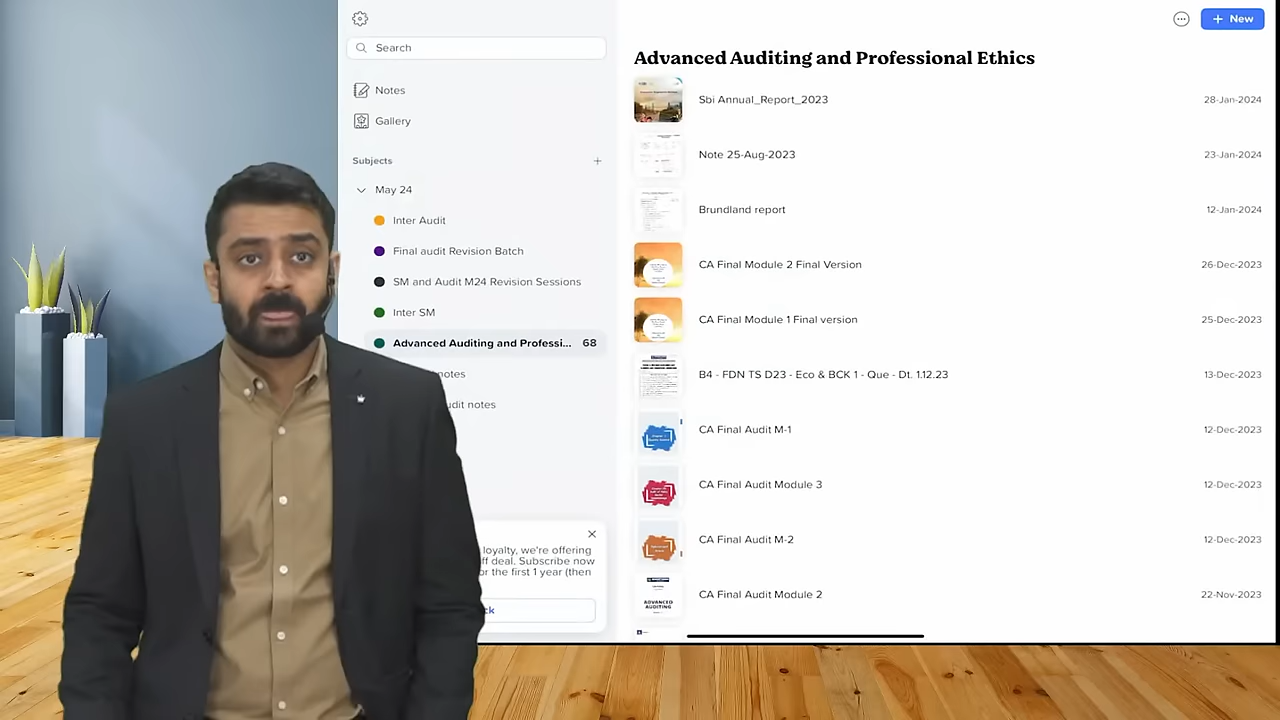 Search
Notes
Gallery
Subjects
May 24
ter Audit
nal audit Revision Batch
M and Audit M24 Revision Sessions
ter SM
ced Auditing and Professi... 68
notes
udit notes
loyalty, we're offering
ff deal. Subscribe now
or the first 1 year (then
New
Advanced Auditing and Professional Ethics
Sbi Annual_Report_2023 28-Jan-2024
Note 25-Aug-2023 23-Jan-2024
Brundland report 12-Jan-2024
CA Final Module 2 Final Version 26-Dec-2023
CA Final Module 1 Final version 25-Dec-2023
B4 - FDN TS D23 - Eco & BCK 1 - Que - Dt. 1.12.23 13-Dec-2023
CA Final Audit M-1 12-Dec-2023
CA Final Audit Module 3 12-Dec-2023
CA Final Audit M-2 12-Dec-2023
ADVANCED
AUDITING
CA Final Audit Module 2 22-Nov-2023